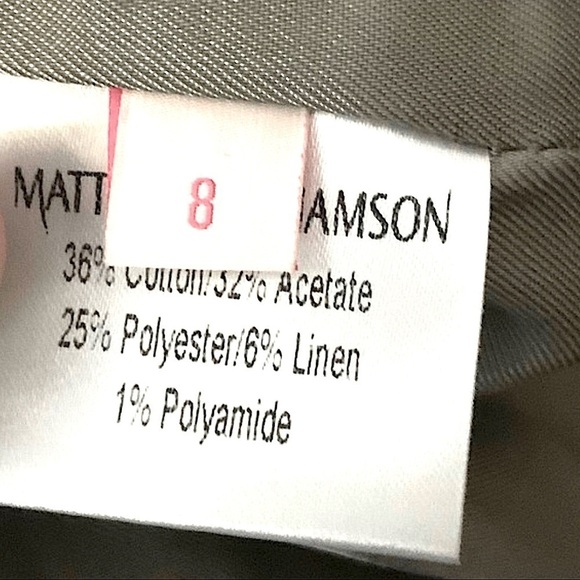 MATT 8 IAMSON
36% Cotton/32% Acetate
25% Polyester/6% Linen
1% Polyamide